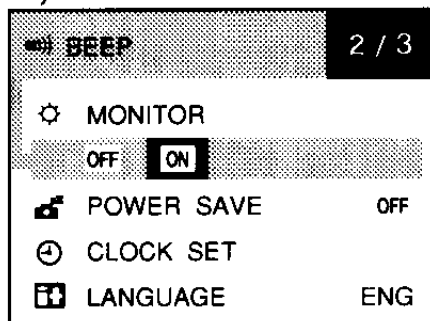 BEEP 2 / 3
MONITOR
OFF ON
POWER SAVE OFF
CLOCK SET
LANGUAGE ENG